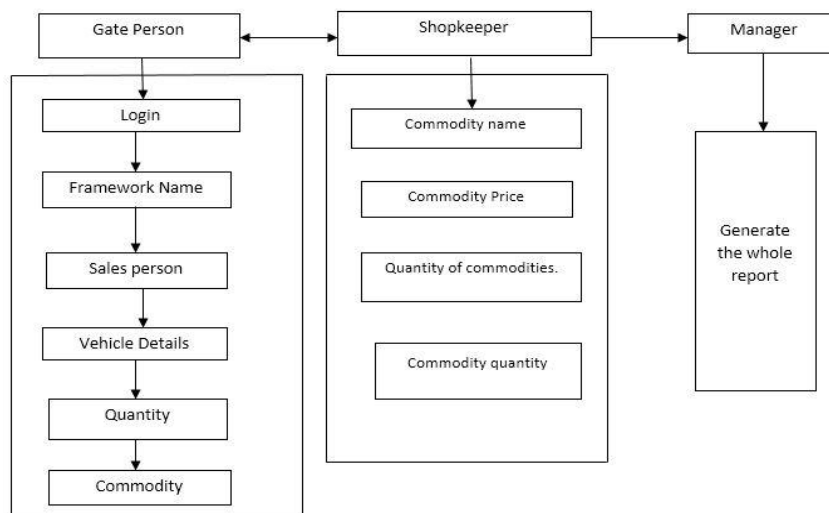 Gate Person
Shopkeeper
Manager
Login
Framework Name
Sales person
Vehicle Details
Quantity
Commodity
Commodity name
Commodity Price
Quantity of commodities.
Commodity quantity
Generate
the whole
report